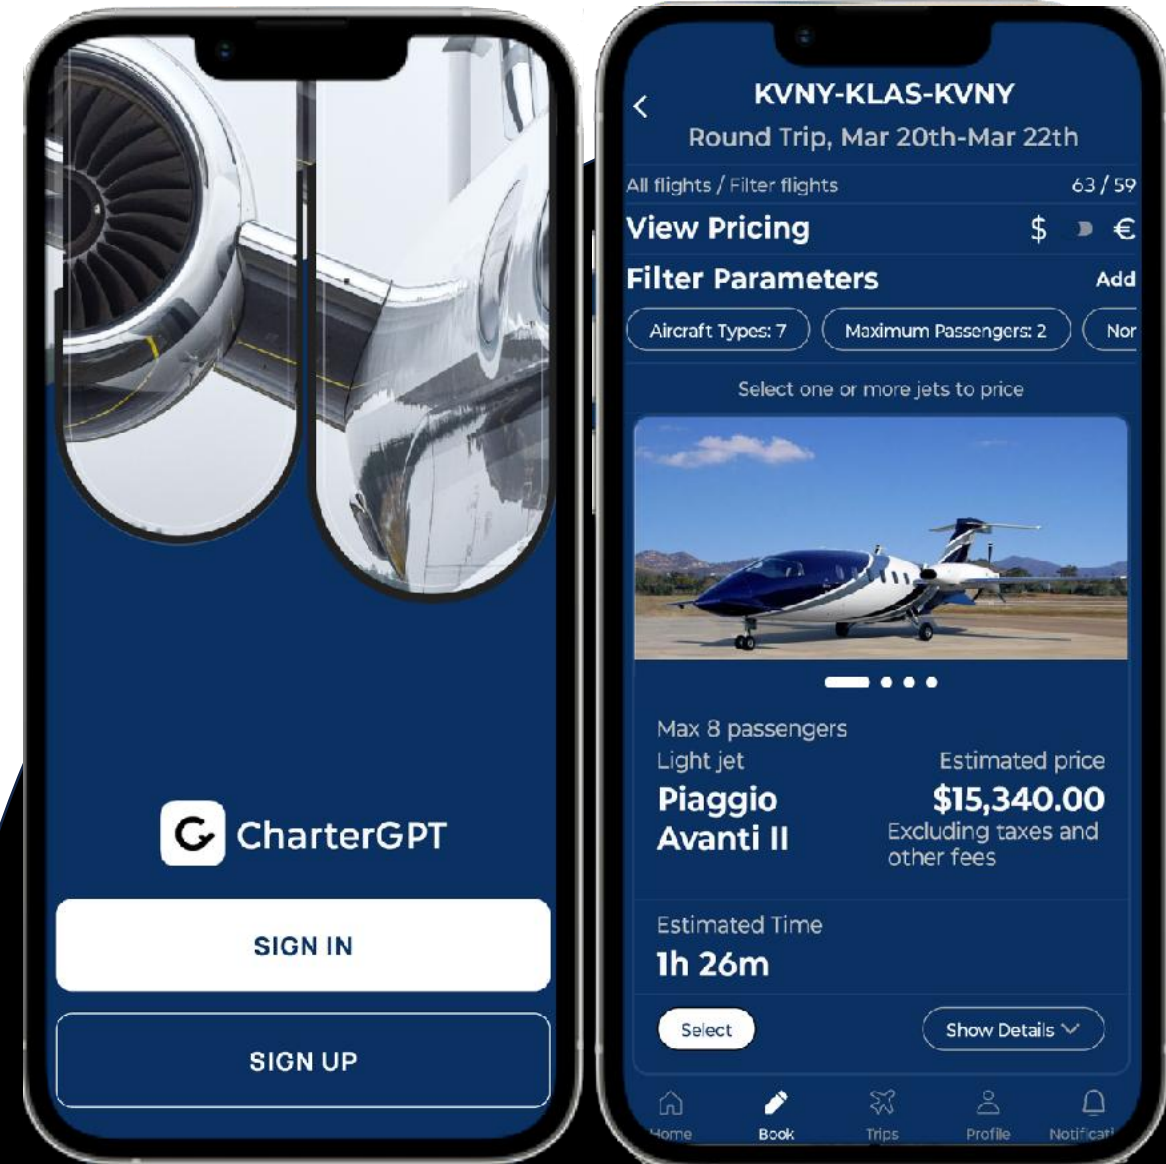 CharterGPT
SIGN IN
SIGN UP
KVNY-KLAS-KVNY
Round Trip, Mar 20th-Mar 22th
All flights / Filter flights 63 / 59
View Pricing $ €
Filter Parameters Add
Aircraft Types: 7 Maximum Passengers: 2 Nor
Select one or more jets to price
Max 8 passengers
Light jet Estimated price
Piaggio $15,340.00
Avanti II Excluding taxes and
other fees
Estimated Time
1h 26m
Select Show Details
Home Book Trips Profile Notificati